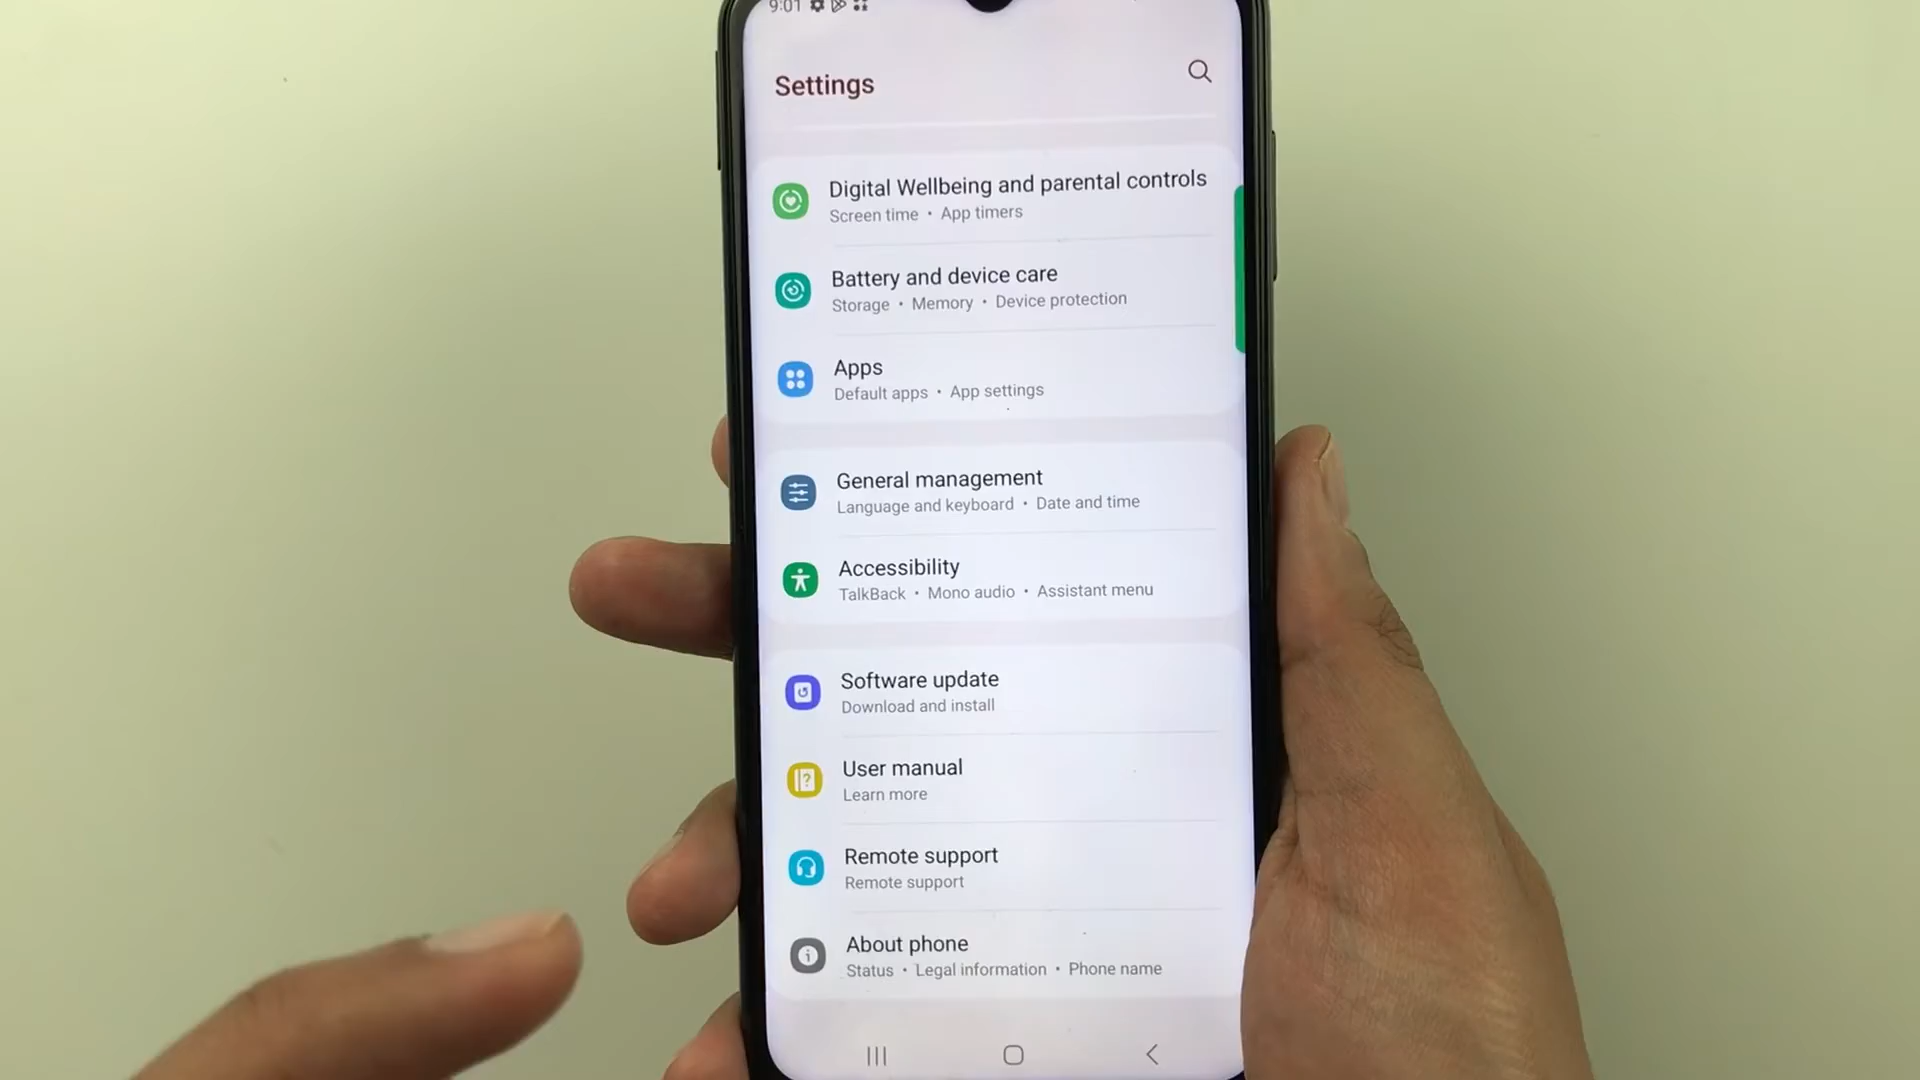 9:01
Settings
Digital Wellbeing and parental controls
Screen time • App timers
Battery and device care
Storage • Memory • Device protection
Apps
Default apps • App settings
General management
Language and keyboard • Date and time
Accessibility
TalkBack • Mono audio • Assistant menu
Software update
Download and install
User manual
Learn more
Remote support
Remote support
About phone
Status • Legal information • Phone name